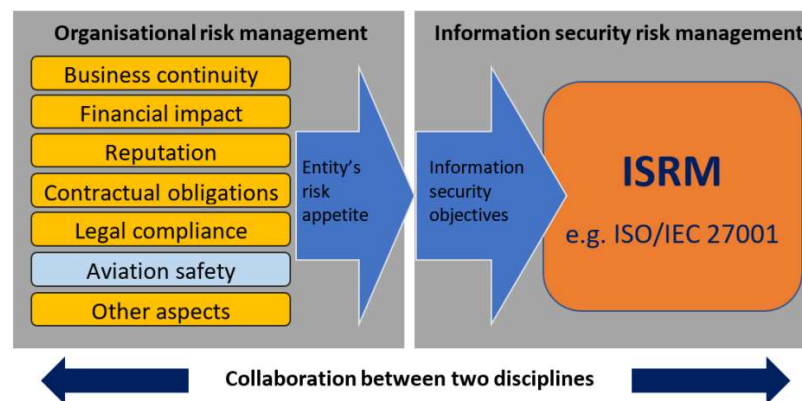 Organisational risk management
Business continuity
Financial impact
Reputation
Contractual obligations
Legal compliance
Aviation safety
Other aspects
Entity's
risk
appetite
Information security risk management
Information
security
objectives
ISRM
e.g. ISO/IEC 27001
Collaboration between two disciplines